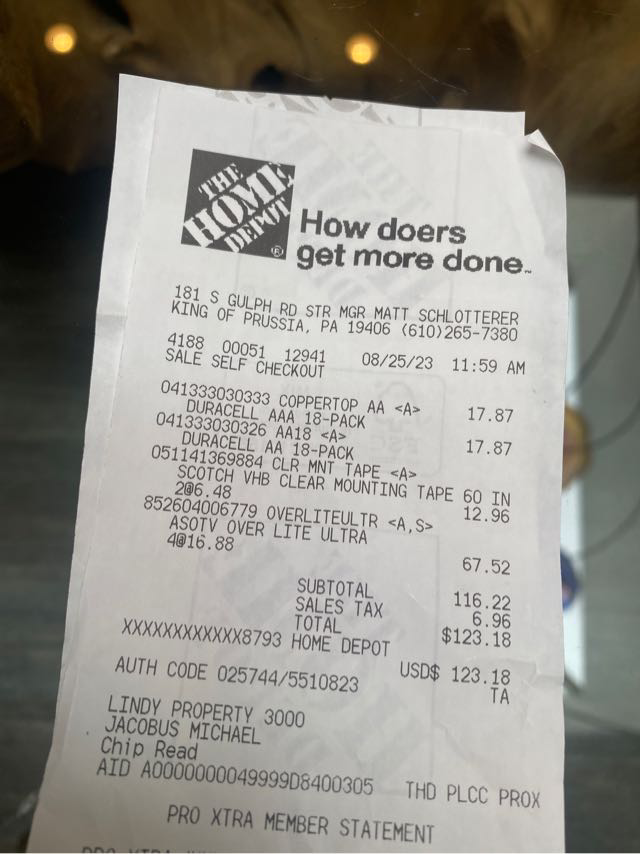 THE
HOME
DEPOT®
How doers
get more done.™
181 S GULPH RD STR MGR MATT SCHLOTTERER
KING OF PRUSSIA, PA 19406 (610)265-7380
4188 00051 12941 08/25/23 11:59 AM
SALE SELF CHECKOUT
041333030333 COPPERTOP AA <A> 17.87
DURACELL AAA 18-PACK
041333030326 AA18 <A> 17.87
DURACELL AA 18-PACK
051141369884 CLR MNT TAPE <A>
SCOTCH VHB CLEAR MOUNTING TAPE 60 IN
2@6.48 12.96
852604006779 OVERLITEULTR <A,S>
ASOTV OVER LITE ULTRA
4@16.88 67.52
SUBTOTAL 116.22
SALES TAX 6.96
TOTAL $123.18
XXXXXXXXXXXX8793 HOME DEPOT
USD$ 123.18
AUTH CODE 025744/5510823 TA
LINDY PROPERTY 3000
JACOBUS MICHAEL
Chip Read
AID A0000000049999D8400305 THD PLCC PROX
PRO XTRA MEMBER STATEMENT